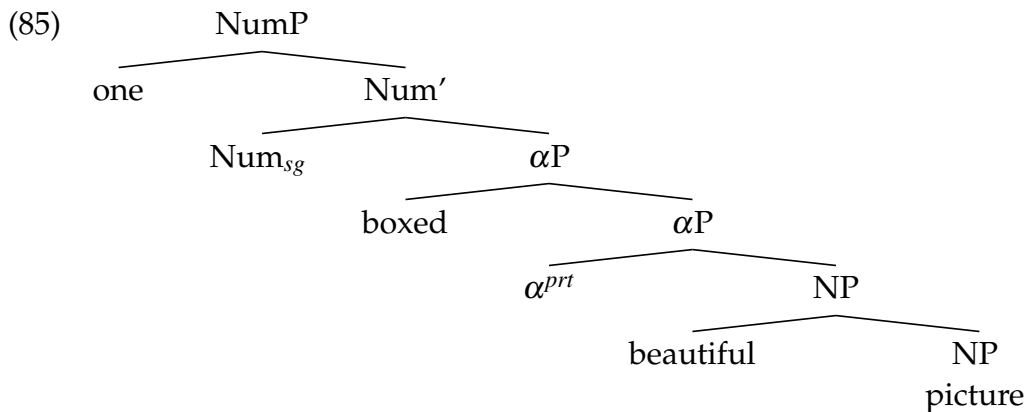 (85) NumP
one Num’
Num_sg αP
boxed αP
α^prt NP
beautiful NP
picture